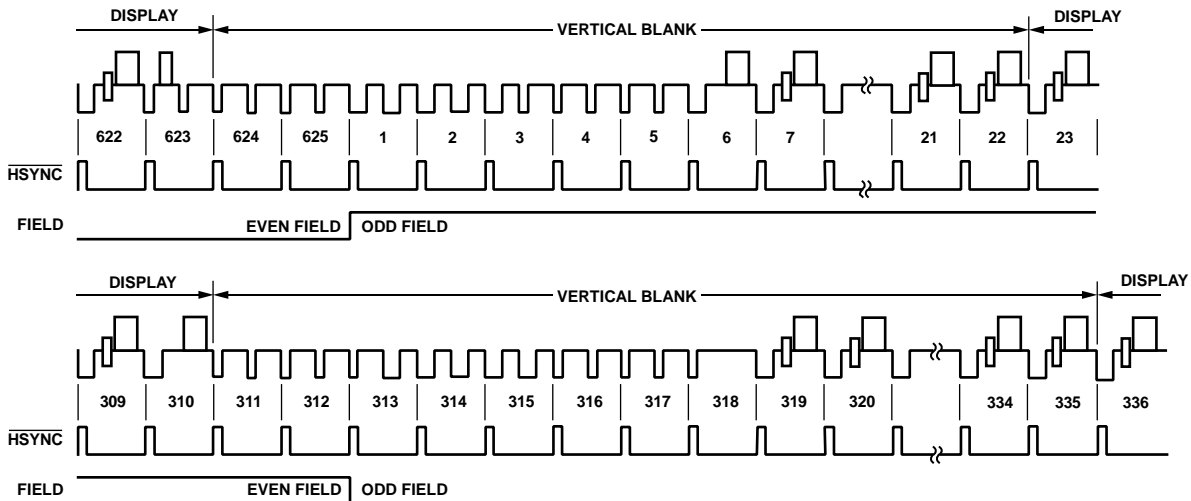 DISPLAY VERTICAL BLANK DISPLAY
622 623 624 625 1 2 3 4 5 6 7 21 22 23
HSYNC
FIELD EVEN FIELD ODD FIELD
DISPLAY VERTICAL BLANK DISPLAY
309 310 311 312 313 314 315 316 317 318 319 320 334 335 336
HSYNC
FIELD EVEN FIELD ODD FIELD